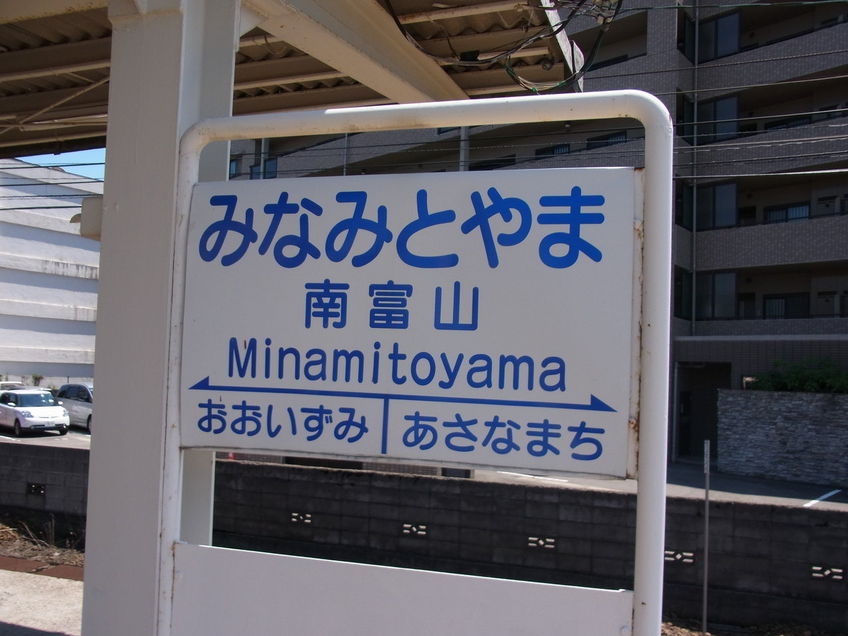 みなみとやま
南富山
Minamitoyama
おおいずみ あさなまち